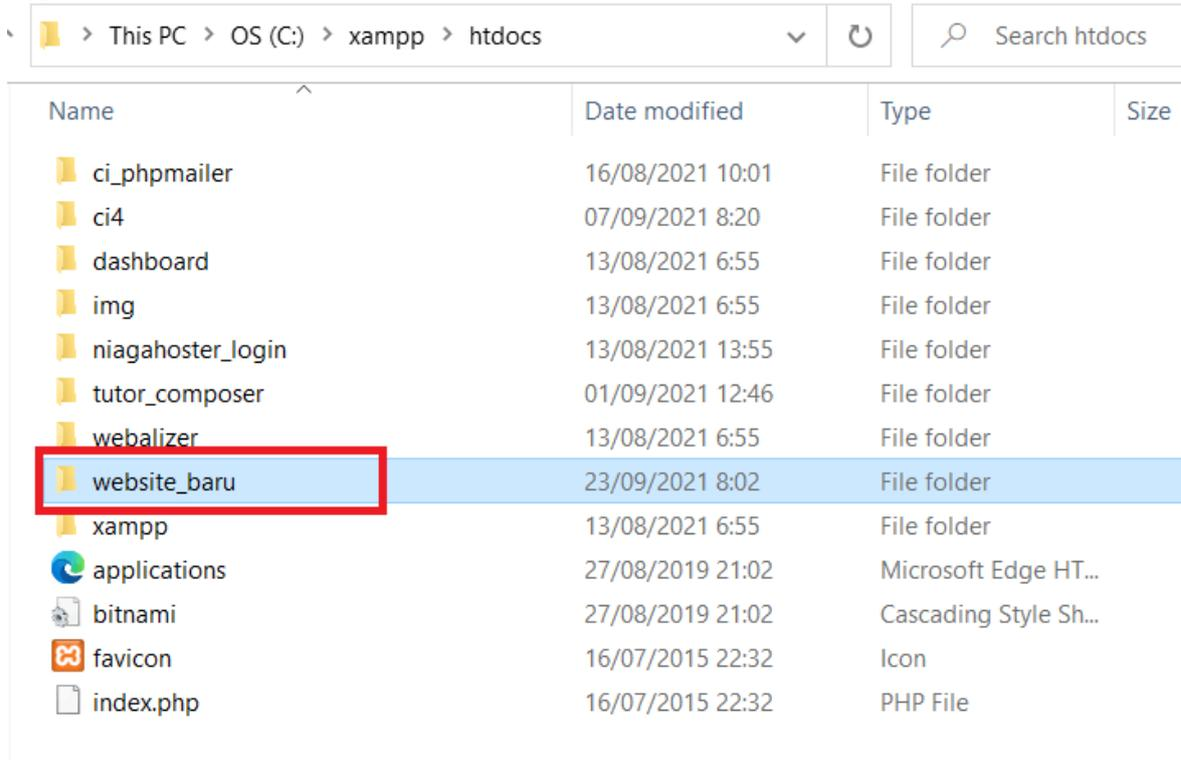 This PC > OS (C:) > xampp > htdocs Search htdocs
Name Date modified Type Size
ci_phpmailer 16/08/2021 10:01 File folder
ci4 07/09/2021 8:20 File folder
dashboard 13/08/2021 6:55 File folder
img 13/08/2021 6:55 File folder
niagahoster_login 13/08/2021 13:55 File folder
tutor_composer 01/09/2021 12:46 File folder
webalizer 13/08/2021 6:55 File folder
website_baru 23/09/2021 8:02 File folder
xampp 13/08/2021 6:55 File folder
applications 27/08/2019 21:02 Microsoft Edge HT...
bitnami 27/08/2019 21:02 Cascading Style Sh...
favicon 16/07/2015 22:32 Icon
index.php 16/07/2015 22:32 PHP File